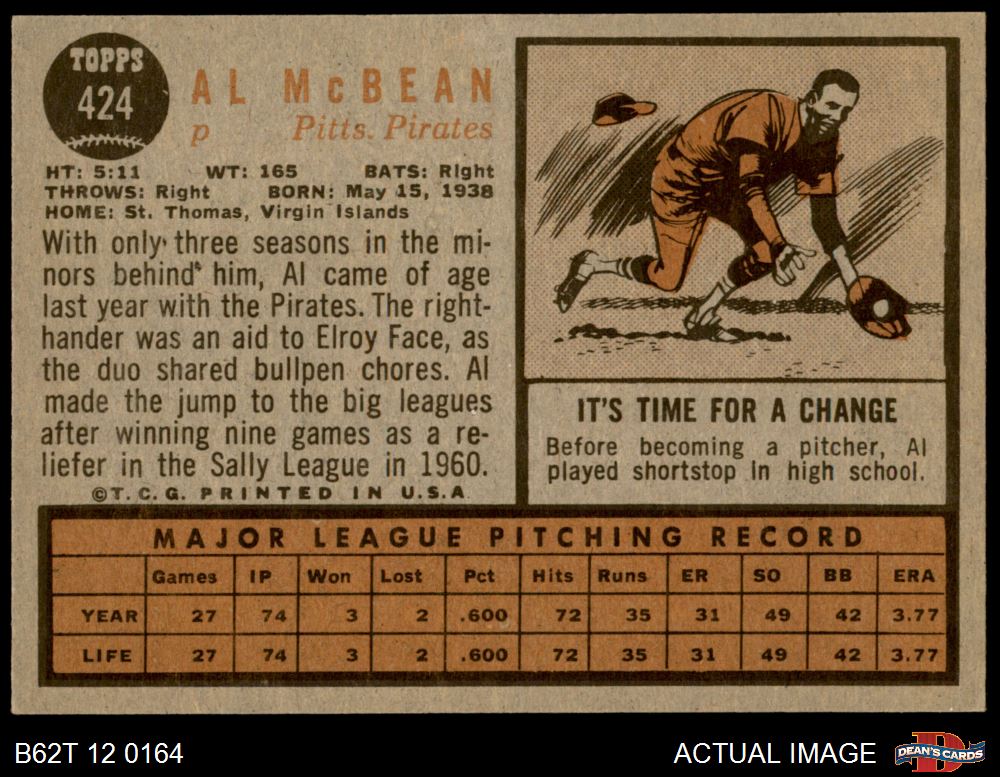 TOPPS
424
AL McBEAN
p Pitts. Pirates
HT: 5:11 WT: 165 BATS: Right
THROWS: Right BORN: May 15, 1938
HOME: St. Thomas, Virgin Islands
With only three seasons in the mi-
nors behind him, Al came of age
last year with the Pirates. The right-
hander was an aid to Elroy Face, as
the duo shared bullpen chores. Al
made the jump to the big leagues
after winning nine games as a re-
liefer in the Sally League in 1960.
©T.C.G. PRINTED IN U.S.A
IT'S TIME FOR A CHANGE
Before becoming a pitcher, Al
played shortstop in high school.
MAJOR LEAGUE PITCHING RECORD
Games IP Won Lost Pct Hits Runs ER SO BB ERA
YEAR 27 74 3 2 .600 72 35 31 49 42 3.77
LIFE 27 74 3 2 .600 72 35 31 49 42 3.77
B62T 12 0164
ACTUAL IMAGE
D
DEAN'S CARDS